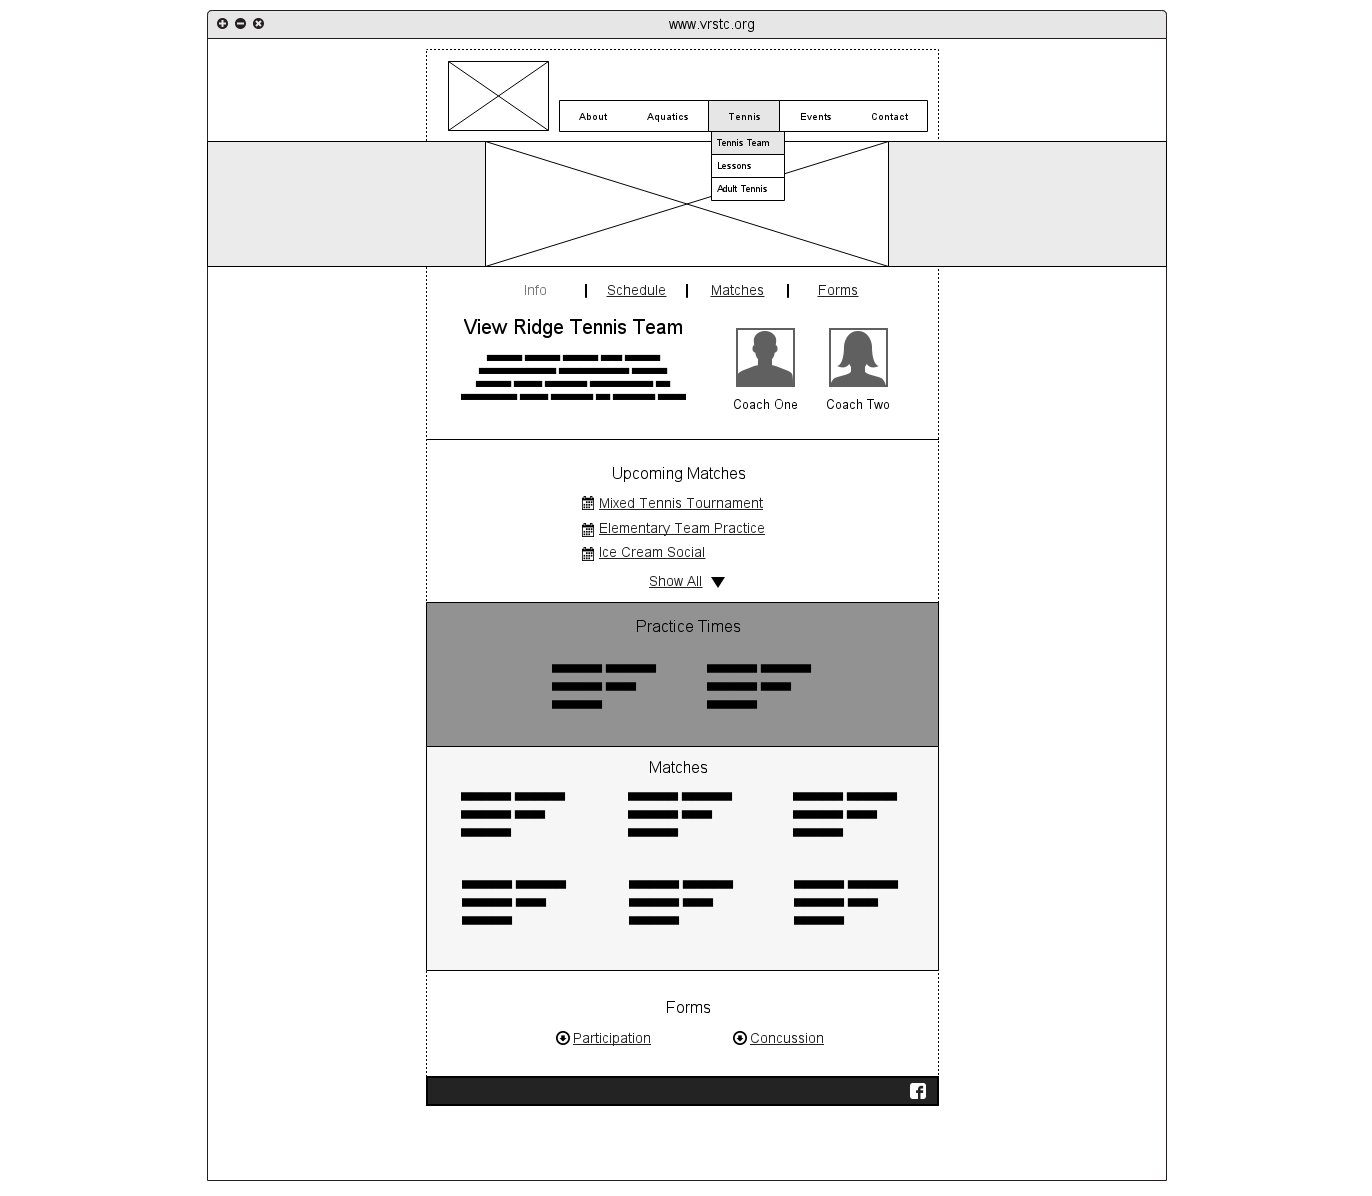 www.vrstc.org
About Aquatics Tennis Events Contact
Tennis Team
Lessons
Adult Tennis
Info Schedule Matches Forms
View Ridge Tennis Team
Coach One Coach Two
Upcoming Matches
Mixed Tennis Tournament
Elementary Team Practice
Ice Cream Social
Show All
Practice Times
Matches
Forms
Participation Concussion